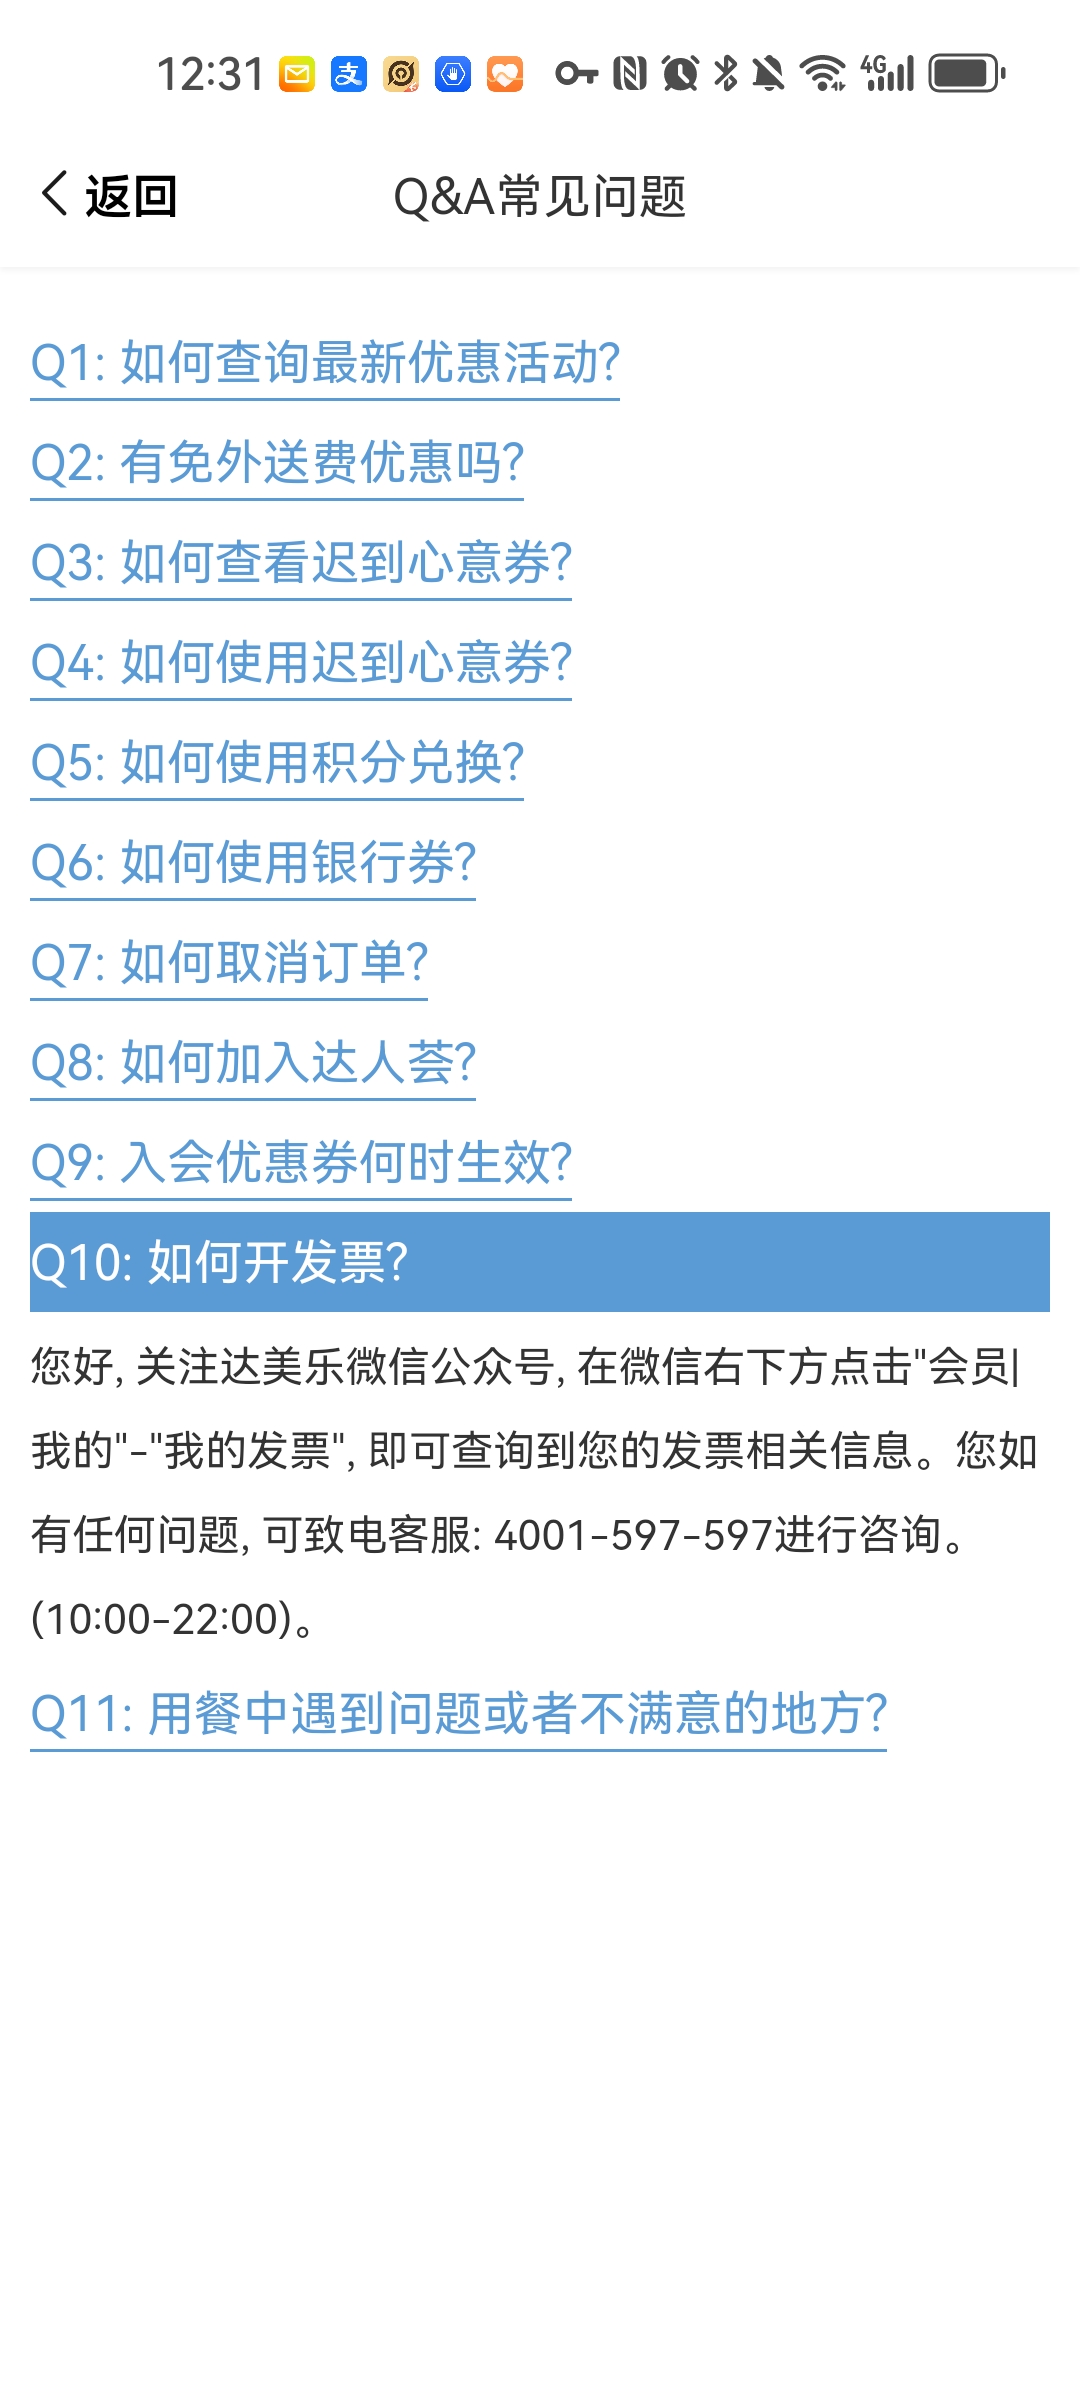 12:31
支
4G
返回
Q&A常见问题
Q1: 如何查询最新优惠活动?
Q2: 有免外送费优惠吗?
Q3: 如何查看迟到心意券?
Q4: 如何使用迟到心意券?
Q5: 如何使用积分兑换?
Q6: 如何使用银行券?
Q7: 如何取消订单?
Q8: 如何加入达人荟?
Q9: 入会优惠券何时生效?
Q10: 如何开发票?
您好, 关注达美乐微信公众号, 在微信右下方点击"会员|
我的"-"我的发票", 即可查询到您的发票相关信息。您如
有任何问题, 可致电客服: 4001-597-597进行咨询。
(10:00-22:00)。
Q11: 用餐中遇到问题或者不满意的地方?